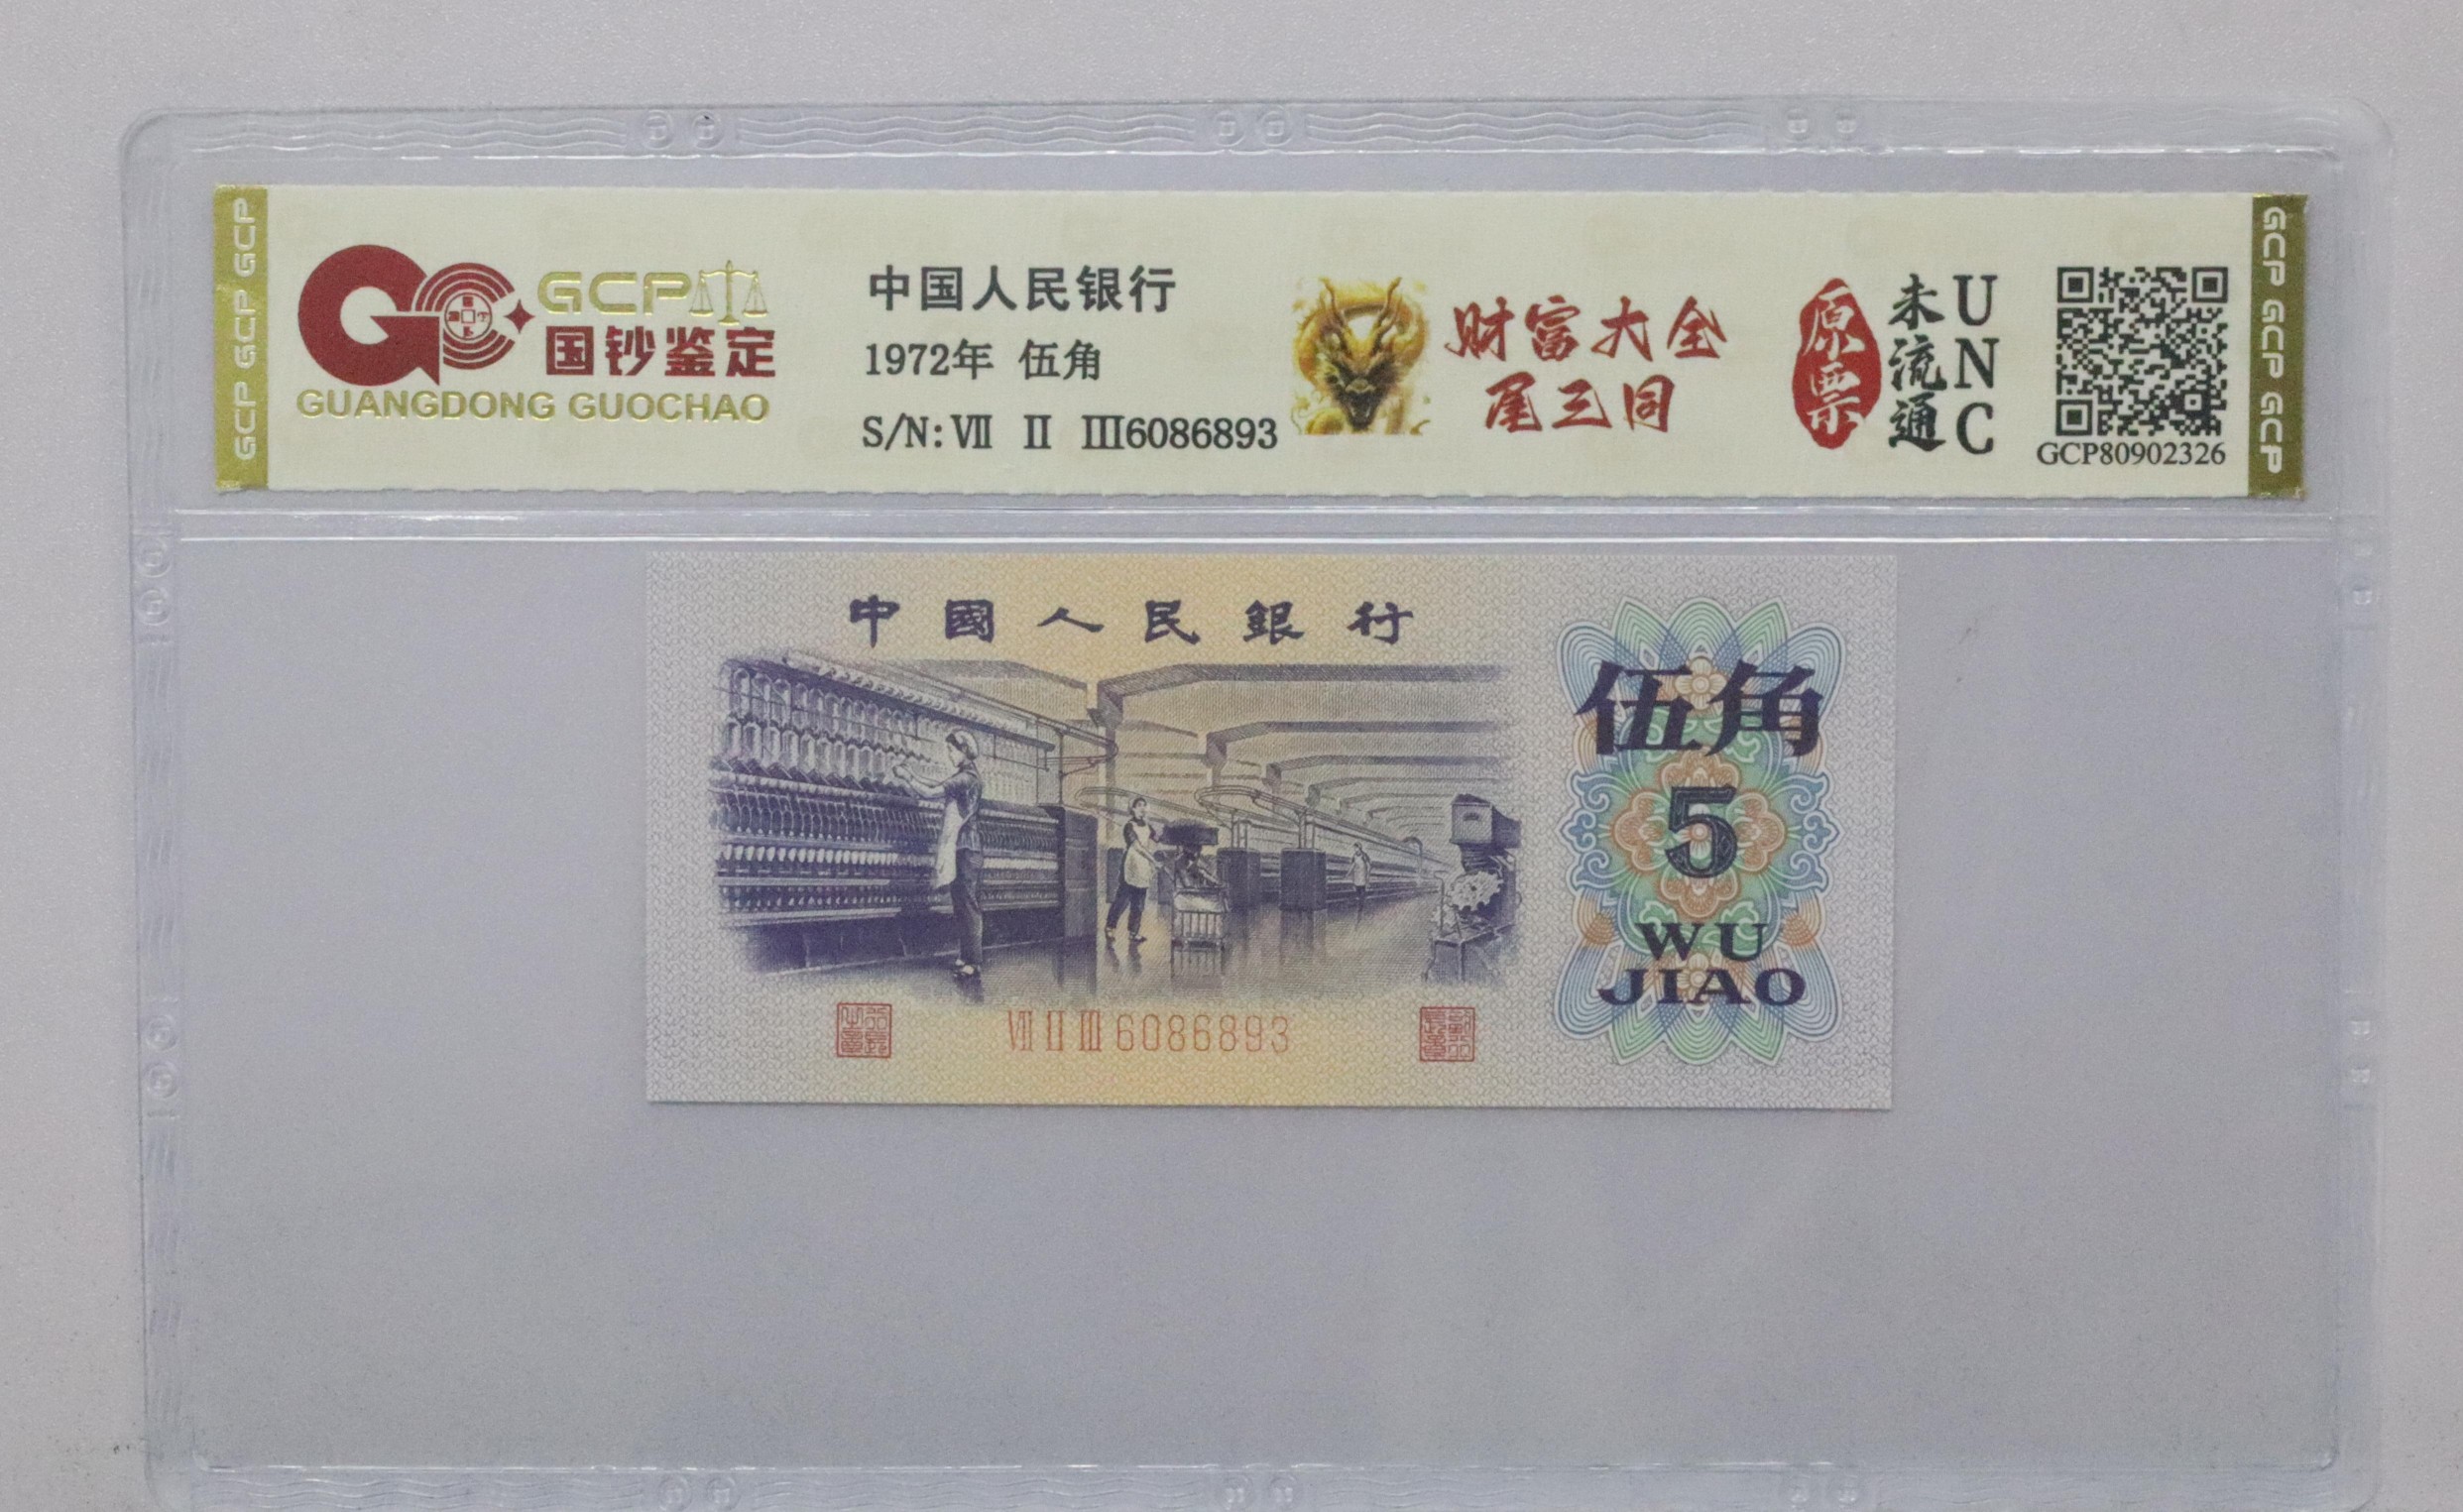 GCP GCP GCP
GCP
国钞鉴定
GUANGDONG GUOCHAO
中国人民银行
1972年 伍角
S/N: Ⅶ Ⅱ Ⅲ6086893
财富大全
尾三同
原票
未流通
UNC
GCP80902326
GCP GCP GCP GCP
中國人民銀行
伍角
5
WU
JIAO
Ⅶ Ⅱ Ⅲ 6086893